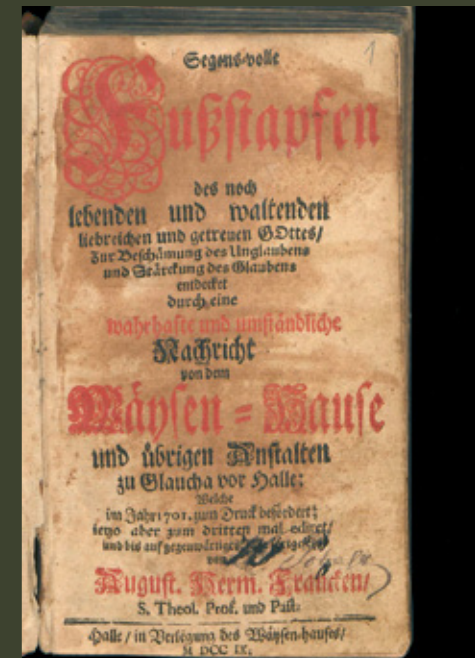 Segens-volle
1
Fußstapfen
des noch
lebenden und waltenden
liebreichen und getreuen GOttes/
Zur Beschämung des Unglaubens
und Stärckung des Glaubens
entdecket
durch eine
wahrhafte und umständliche
Nachricht
von dem
Wäysen-Hause
und übrigen Anstalten
zu Glaucha vor Halle:
Welche
im Jahr 1701. zum Druck befördert;
ietzo aber zum dritten mal ediret/
und bis auf gegenwärtiges
von
August. Herm. Francken/
S. Theol. Prof. und Past.
Halle / in Verlegung des Wäysen-hauses/
M DCC IX.